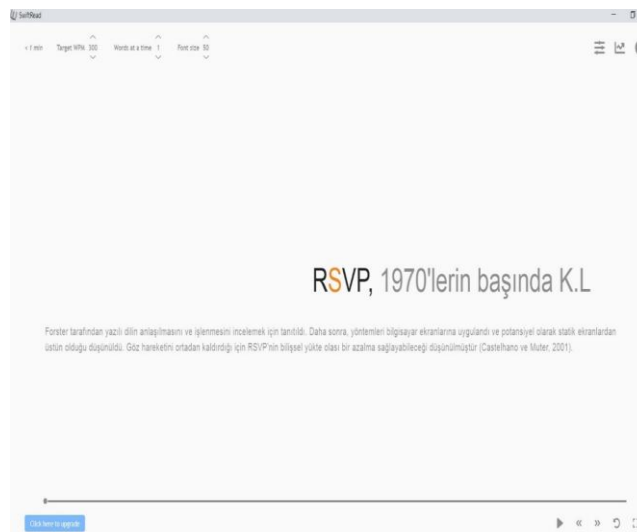 SwiftRead
< 1 min Target WPM 300 Words at a time 1 Font size 50
RSVP, 1970'lerin başında K.L
Forster tarafından yazılı dilin anlaşılmasını ve işlenmesini incelemek için tanıtıldı. Daha sonra, yöntemleri bilgisayar ekranlarına uygulandı ve potansiyel olarak statik ekranlardan
üstün olduğu düşünüldü. Göz hareketini ortadan kaldırdığı için RSVP'nin bilişsel yükte olası bir azalma sağlayabileceği düşünülmüştür (Castelhano ve Muter, 2001).
Click here to upgrade